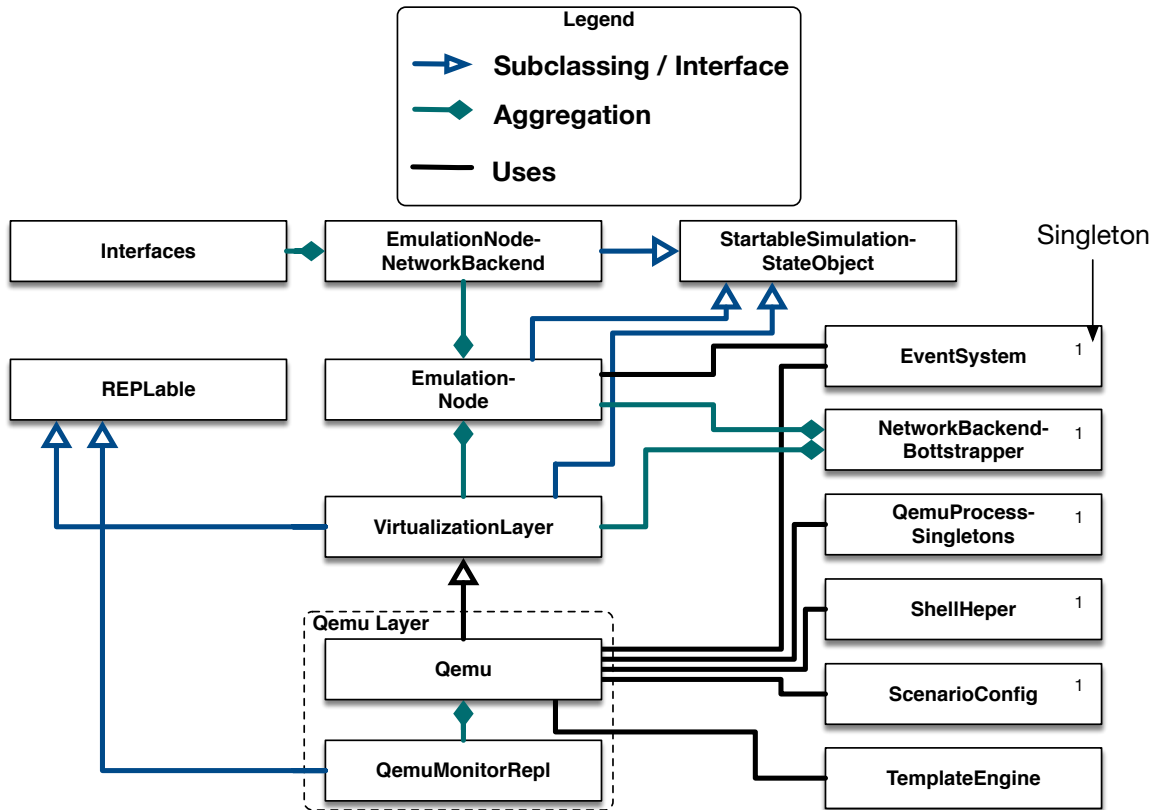 Legend
Subclassing / Interface
Aggregation
Uses
Interfaces
EmulationNode-
NetworkBackend
StartableSimulation-
StateObject
Singleton
REPLable
Emulation-
Node
EventSystem
1
NetworkBackend-
Bottstrapper
1
VirtualizationLayer
QemuProcess-
Singletons
1
Qemu Layer
ShellHeper
1
Qemu
ScenarioConfig
1
QemuMonitorRepl
TemplateEngine